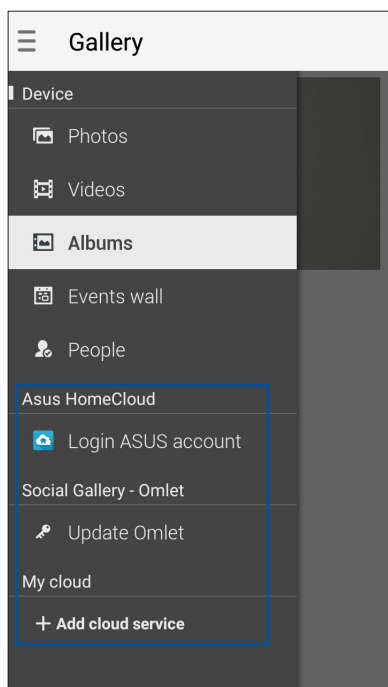 Gallery
Device
Photos
Videos
Albums
Events wall
People
Asus HomeCloud
Login ASUS account
Social Gallery - Omlet
Update Omlet
My cloud
+ Add cloud service